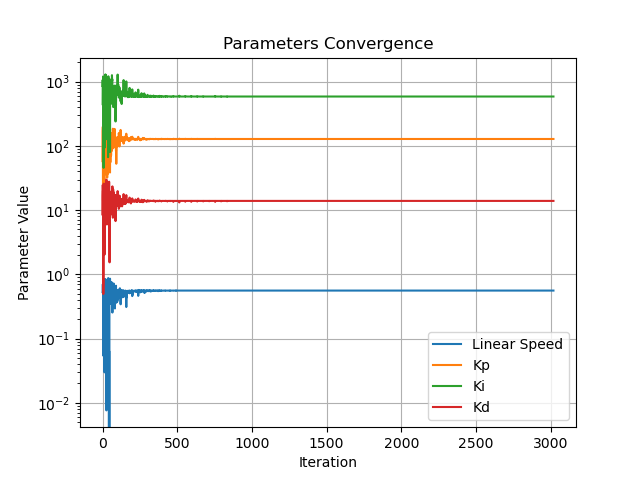 Parameters Convergence
Parameter Value
10³
10²
10¹
10⁰
10⁻¹
10⁻²
Linear Speed
Kp
Ki
Kd
0 500 1000 1500 2000 2500 3000
Iteration